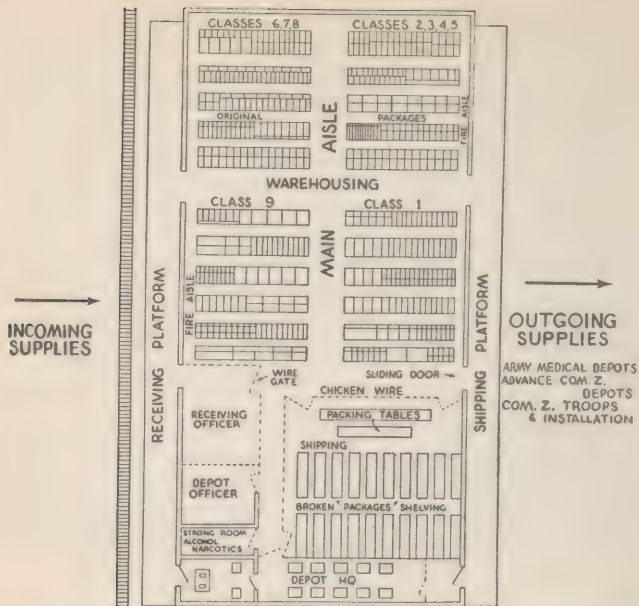 CLASSES 6,7,8
CLASSES 2,3,4,5
ORIGINAL
PACKAGES
AISLE
FIRE AISLE
WAREHOUSING
CLASS 9
CLASS 1
MAIN
FIRE AISLE
RECEIVING PLATFORM
SHIPPING PLATFORM
INCOMING
SUPPLIES
OUTGOING
SUPPLIES
ARMY MEDICAL DEPOTS
ADVANCE COM. Z.
DEPOTS
COM. Z. TROOPS
& INSTALLATION
WIRE
GATE
SLIDING DOOR
CHICKEN WIRE
PACKING TABLES
RECEIVING
OFFICER
SHIPPING
DEPOT
OFFICER
BROKEN "PACKAGES" SHELVING
STRONG ROOM
ALCOHOL
NARCOTICS
DEPOT HQ